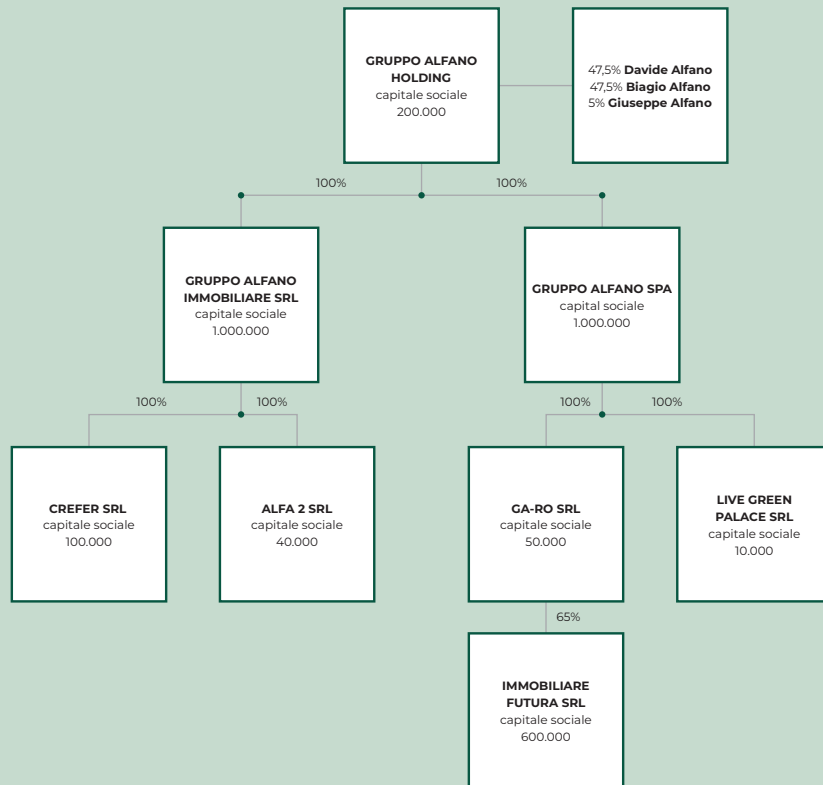 GRUPPO ALFANO
HOLDING
capitale sociale
200.000
47,5% Davide Alfano
47,5% Biagio Alfano
5% Giuseppe Alfano
100%
100%
GRUPPO ALFANO
IMMOBILIARE SRL
capitale sociale
1.000.000
GRUPPO ALFANO SPA
capital sociale
1.000.000
100%
100%
100%
100%
CREFER SRL
capitale sociale
100.000
ALFA 2 SRL
capitale sociale
40.000
GA-RO SRL
capitale sociale
50.000
LIVE GREEN
PALACE SRL
capitale sociale
10.000
65%
IMMOBILIARE
FUTURA SRL
capitale sociale
600.000